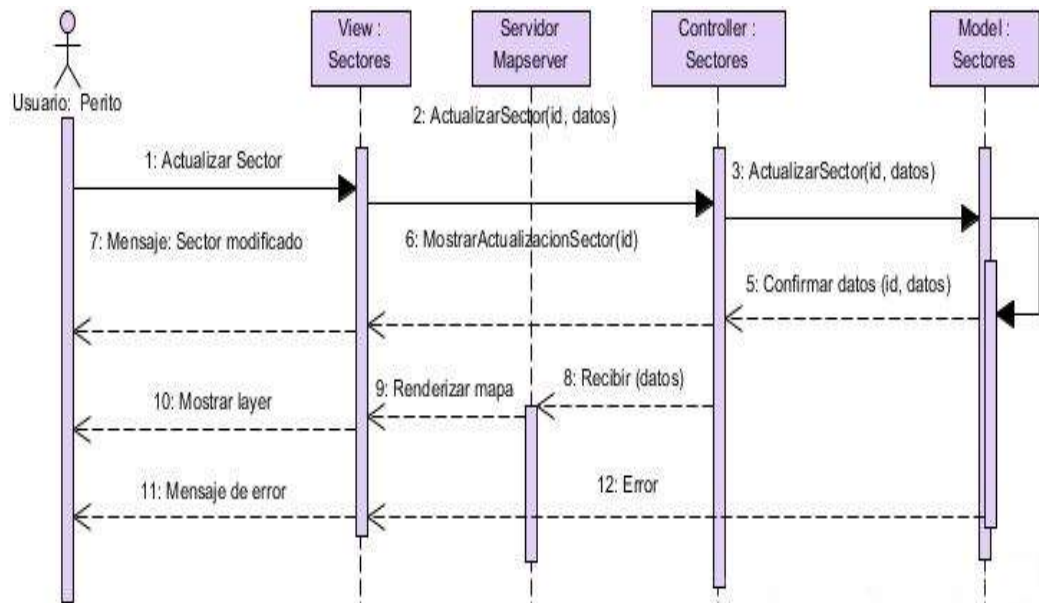 View :
Sectores
Servidor
Mapserver
Controller :
Sectores
Model :
Sectores
Usuario: Perito
2: ActualizarSector(id, datos)
1: Actualizar Sector
3: ActualizarSector(id, datos)
7: Mensaje: Sector modificado
6: MostrarActualizacionSector(id)
5: Confirmar datos (id, datos)
8: Recibir (datos)
9: Renderizar mapa
10: Mostrar layer
11: Mensaje de error
12: Error